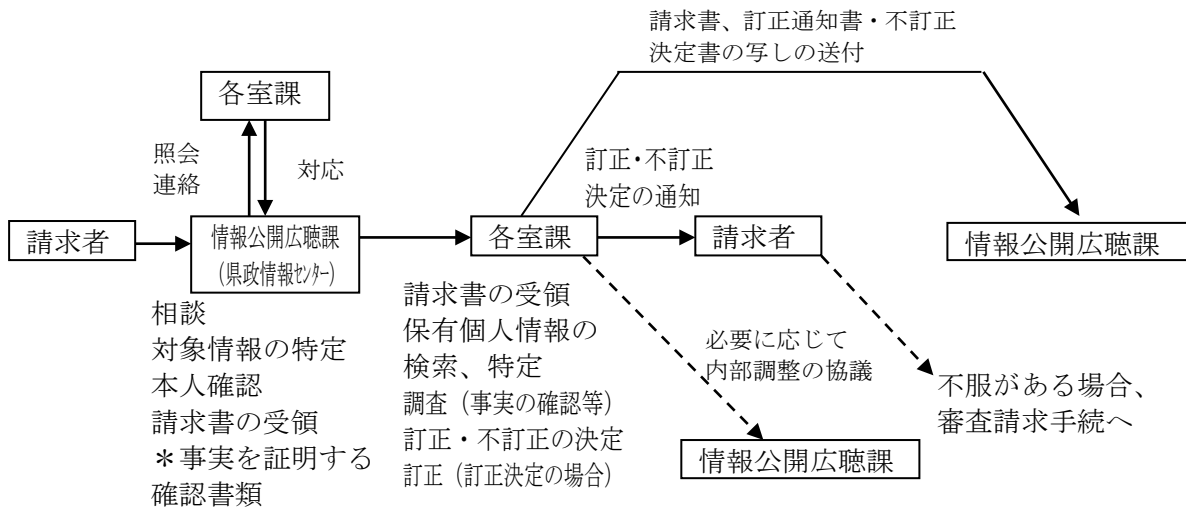 請求書、訂正通知書・不訂正
決定書の写しの送付
各室課
照会
連絡
対応
訂正・不訂正
決定の通知
請求者
情報公開広聴課
（県政情報ｾﾝﾀｰ）
各室課
請求者
情報公開広聴課
相談
対象情報の特定
本人確認
請求書の受領
＊事実を証明する
確認書類
請求書の受領
保有個人情報の
検索、特定
調査（事実の確認等）
訂正・不訂正の決定
訂正（訂正決定の場合）
必要に応じて
内部調整の協議
情報公開広聴課
不服がある場合、
審査請求手続へ